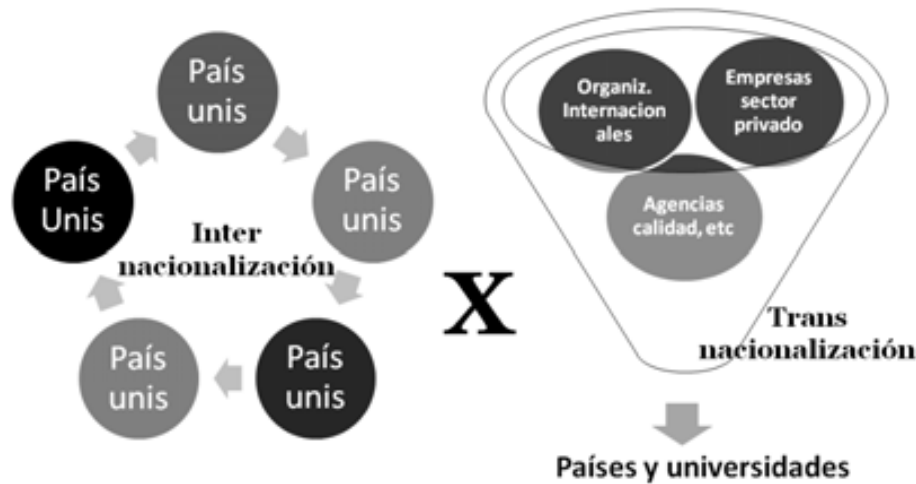 País
unis
País
unis
País
unis
País
unis
País
Unis
Inter
nacionalización
X
Organiz.
Internacion
ales
Empresas
sector
privado
Agencias
calidad, etc
Trans
nacionalización
Países y universidades